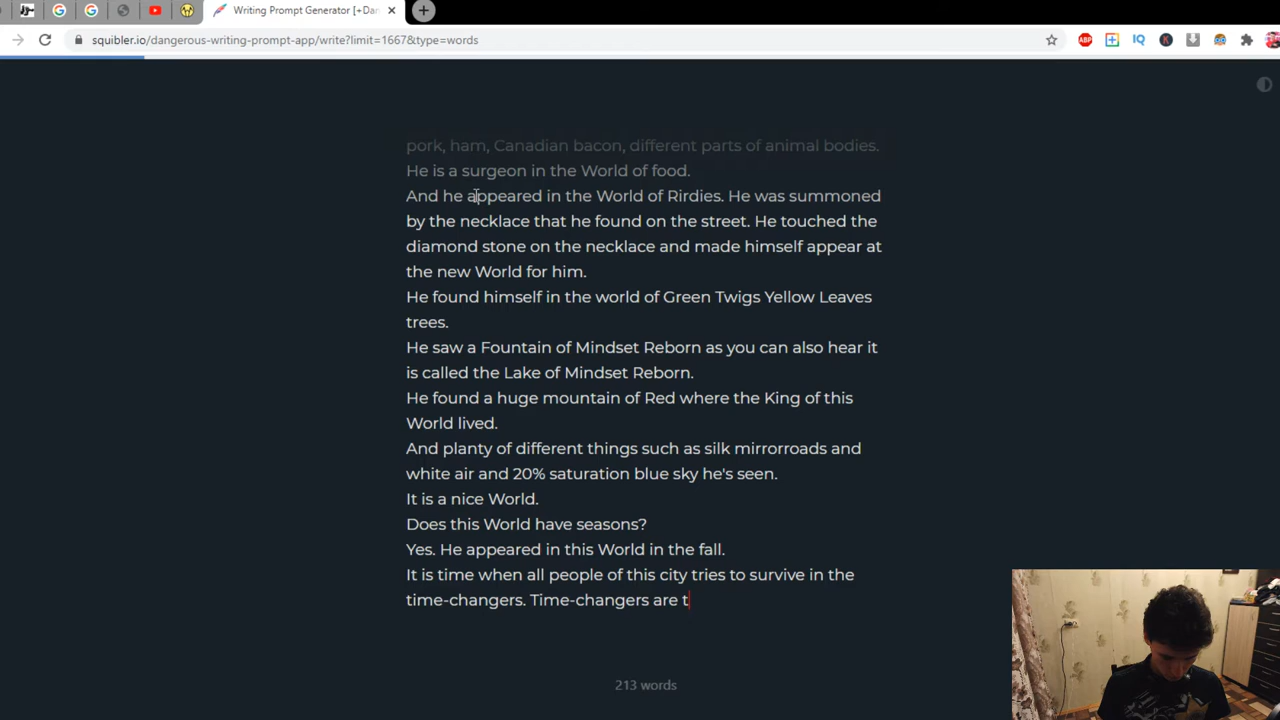 Writing Prompt Generator [+Dan
squibler.io/dangerous-writing-prompt-app/write?limit=1667&type=words
ABP
IQ
K
pork, ham, Canadian bacon, different parts of animal bodies.
He is a surgeon in the World of food.
And he appeared in the World of Rirdies. He was summoned
by the necklace that he found on the street. He touched the
diamond stone on the necklace and made himself appear at
the new World for him.
He found himself in the world of Green Twigs Yellow Leaves
trees.
He saw a Fountain of Mindset Reborn as you can also hear it
is called the Lake of Mindset Reborn.
He found a huge mountain of Red where the King of this
World lived.
And plenty of different things such as silk mirrorroads and
white air and 20% saturation blue sky he's seen.
It is a nice World.
Does this World have seasons?
Yes. He appeared in this World in the fall.
It is time when all people of this city tries to survive in the
time-changers. Time-changers are t
213 words